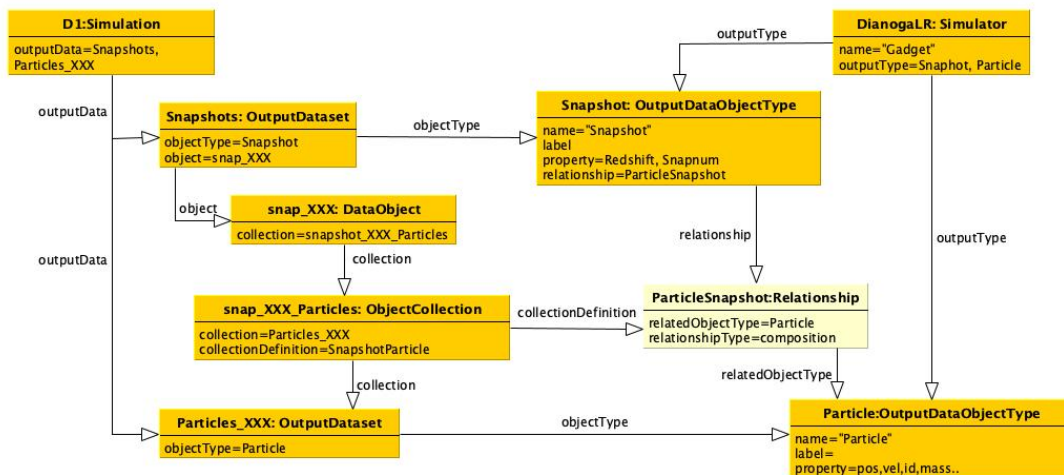 D1:Simulation
outputData=Snapshots,
Particles_XXX
DianogaLR: Simulator
name="Gadget"
outputType=Snaphot, Particle
outputType
outputData
Snapshots: OutputDataset
objectType=Snapshot
object=snap_XXX
objectType
Snapshot: OutputDataObjectType
name="Snapshot"
label
property=Redshift, Snapnum
relationship=ParticleSnapshot
object
snap_XXX: DataObject
collection=snapshot_XXX_Particles
relationship
outputType
outputData
collection
snap_XXX_Particles: ObjectCollection
collection=Particles_XXX
collectionDefinition=SnapshotParticle
collectionDefinition
ParticleSnapshot:Relationship
relatedObjectType=Particle
relationshipType=composition
collection
relatedObjectType
Particles_XXX: OutputDataset
objectType=Particle
objectType
Particle:OutputDataObjectType
name="Particle"
label=
property=pos,vel,id,mass..